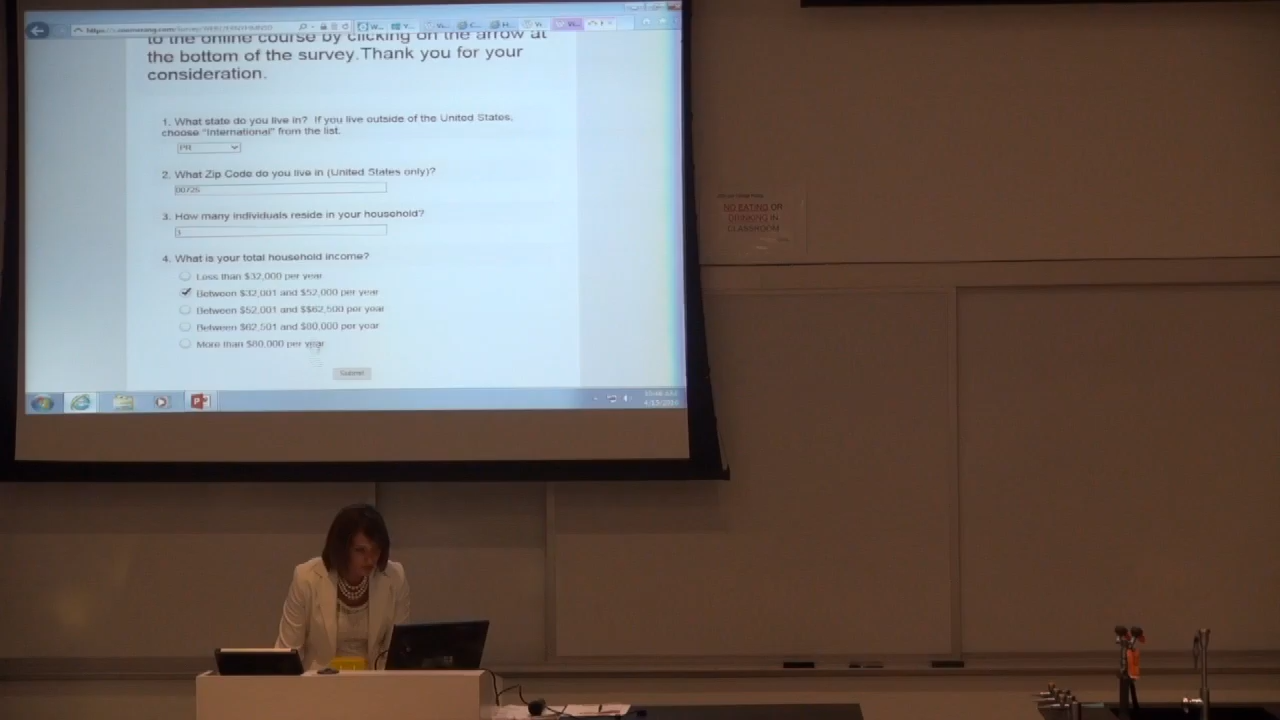 to the online course by clicking on the arrow at
the bottom of the survey.Thank you for your
consideration.
1. What state do you live in? If you live outside of the United States,
choose "International" from the list.
PR
2. What Zip Code do you live in (United States only)?
00725
3. How many individuals reside in your household?
4. What is your total household income?
Less than $32,000 per year
Between $32,001 and $52,000 per year
Between $52,001 and $$62,500 per year
Between $62,501 and $80,000 per year
More than $80,000 per year
Submit
NO EATING OR
DRINKING IN
CLASSROOM